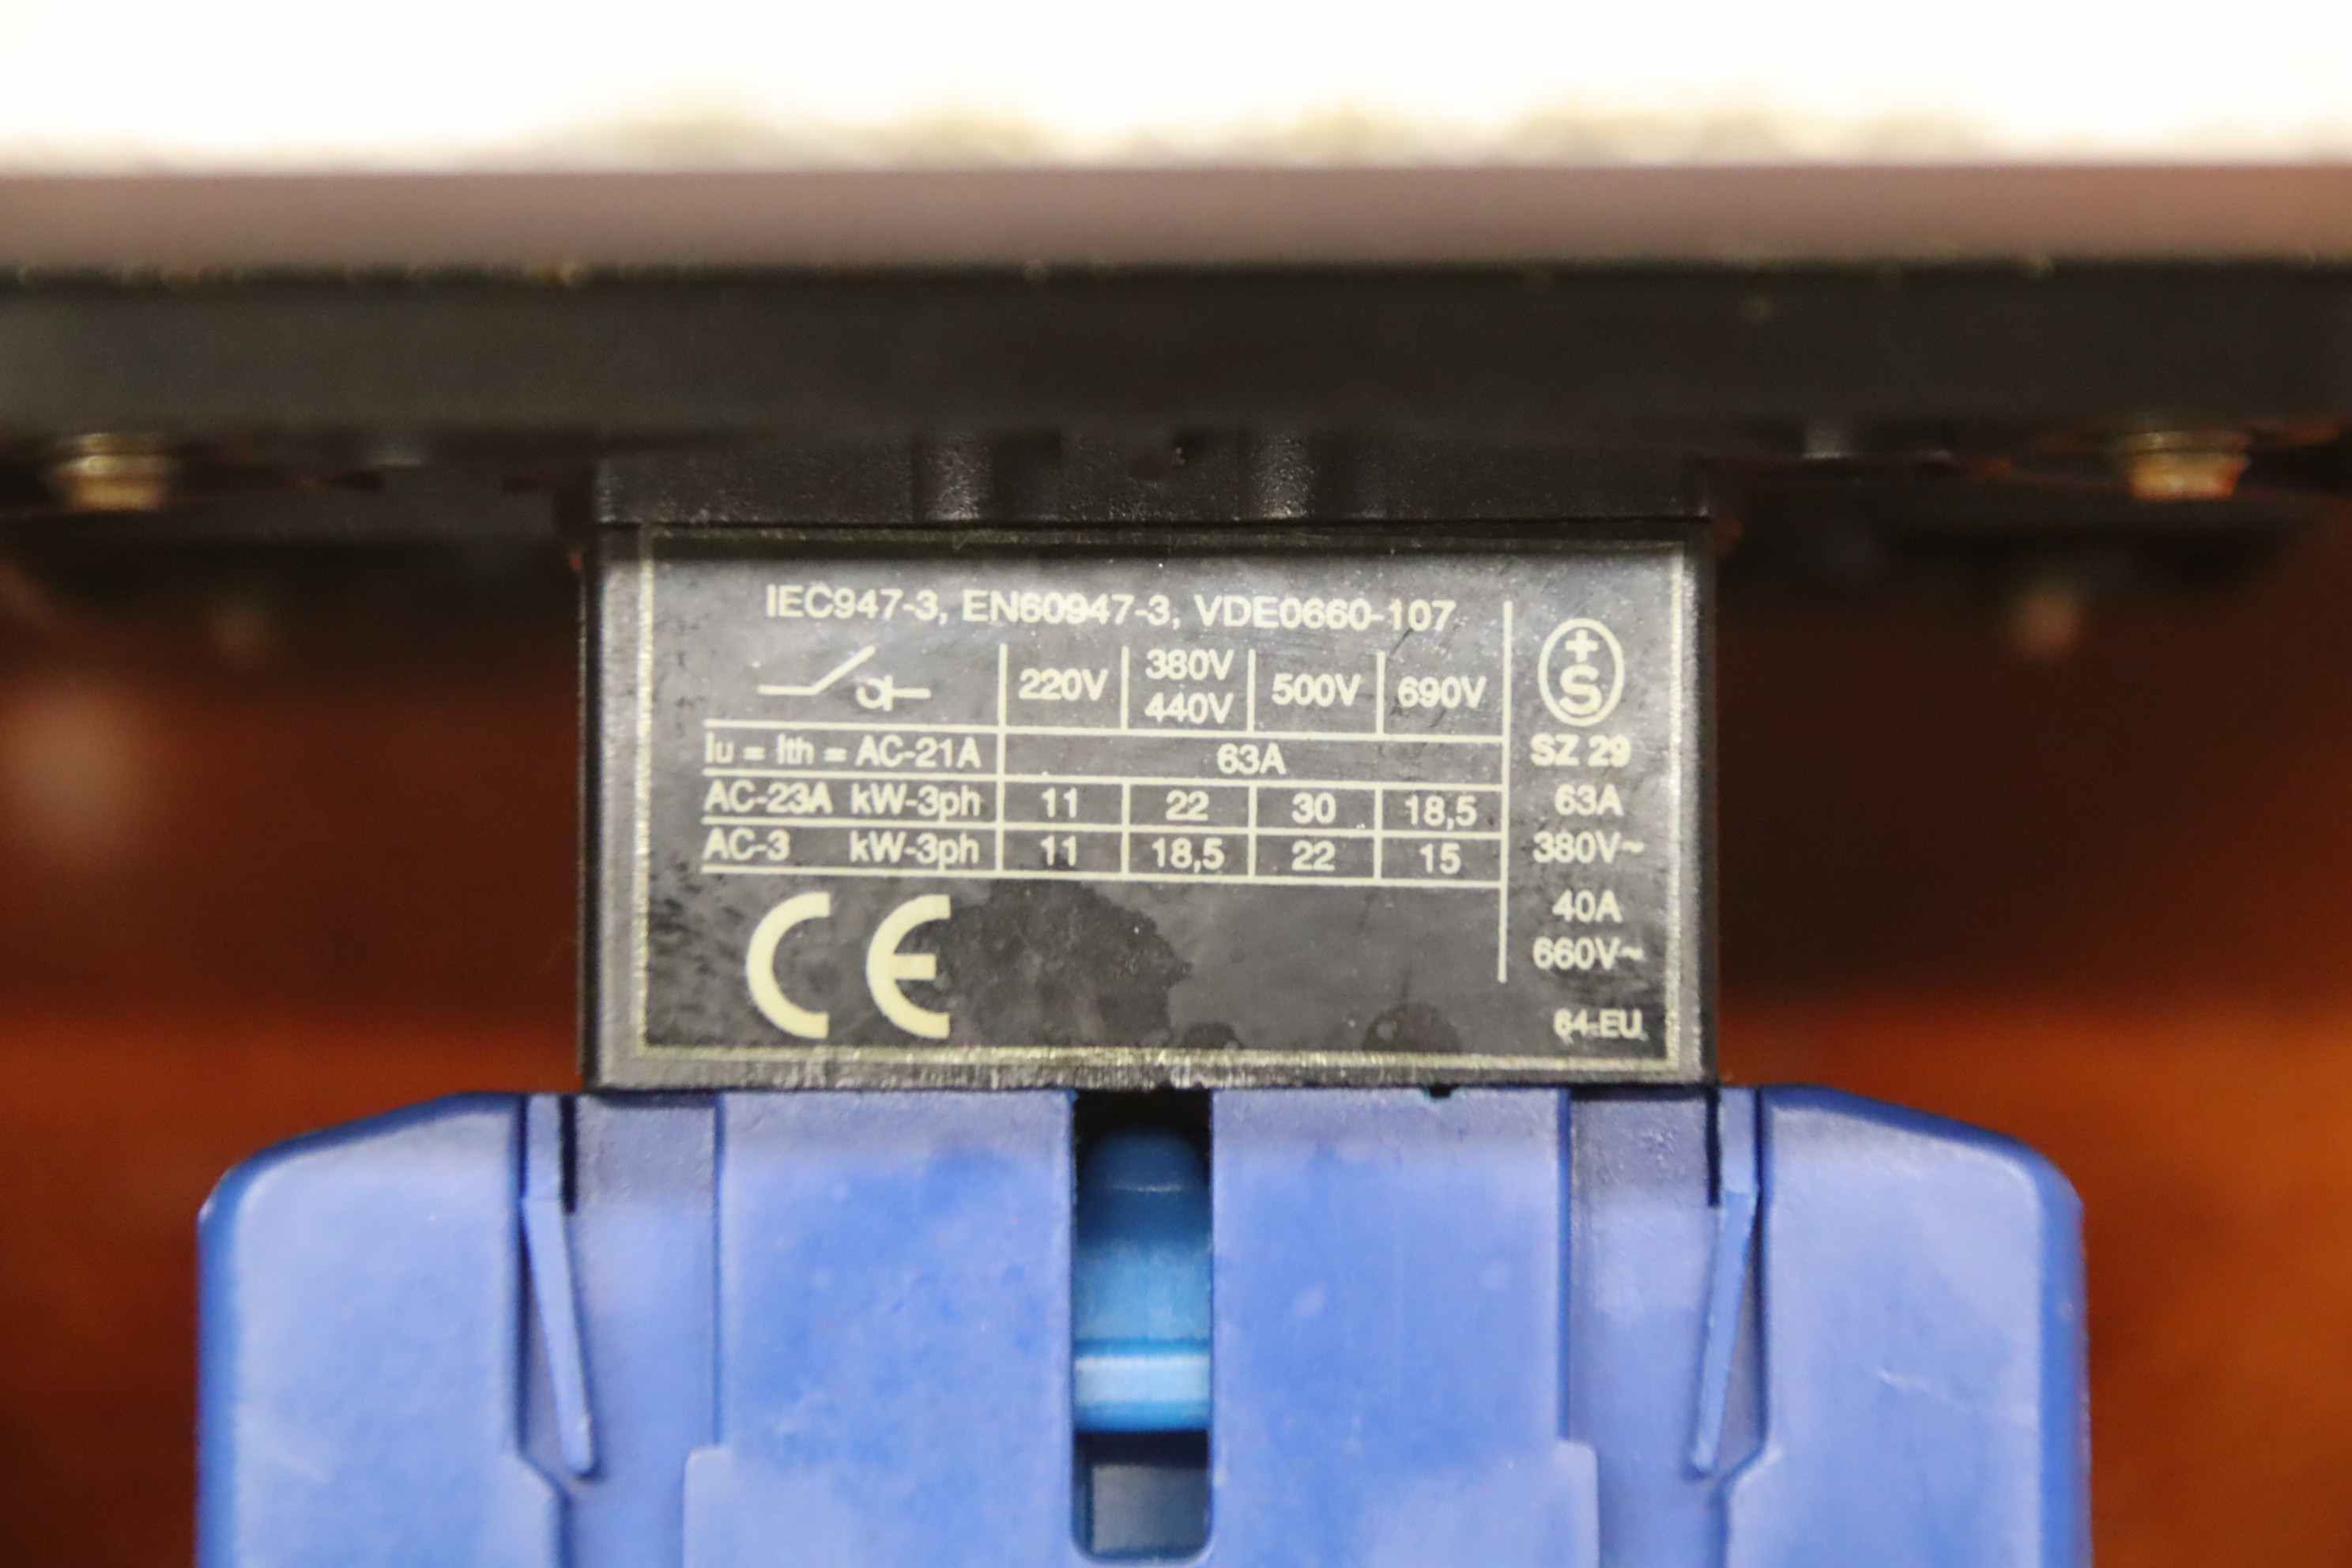 IEC947-3, EN60947-3, VDE0660-107
220V 380V 440V 500V 690V
Iu = Ith = AC-21A 63A
AC-23A kW-3ph 11 22 30 18,5
AC-3 kW-3ph 11 18,5 22 15
CE
+S
SZ 29
63A
380V~
40A
660V~
64-EU